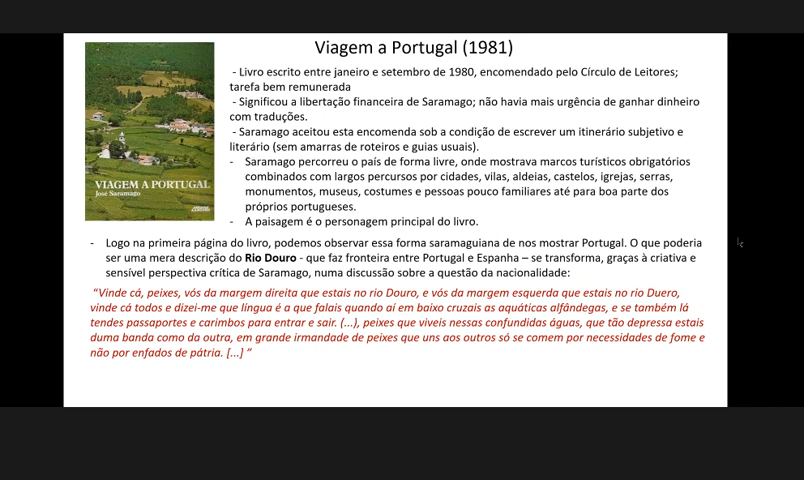 Viagem a Portugal (1981)
- Livro escrito entre janeiro e setembro de 1980, encomendado pelo Círculo de Leitores;
tarefa bem remunerada
- Significou a libertação financeira de Saramago; não havia mais urgência de ganhar dinheiro
com traduções.
- Saramago aceitou esta encomenda sob a condição de escrever um itinerário subjetivo e
literário (sem amarras de roteiros e guias usuais).
- Saramago percorreu o país de forma livre, onde mostrava marcos turísticos obrigatórios
combinados com largos percursos por cidades, vilas, aldeias, castelos, igrejas, serras,
monumentos, museus, costumes e pessoas pouco familiares até para boa parte dos
próprios portugueses.
- A paisagem é o personagem principal do livro.
VIAGEM A PORTUGAL
José Saramago
- Logo na primeira página do livro, podemos observar essa forma saramaguiana de nos mostrar Portugal. O que poderia
ser uma mera descrição do Rio Douro - que faz fronteira entre Portugal e Espanha – se transforma, graças à criativa e
sensível perspectiva crítica de Saramago, numa discussão sobre a questão da nacionalidade:
“Vinde cá, peixes, vós da margem direita que estais no rio Douro, e vós da margem esquerda que estais no rio Duero,
vinde cá todos e dizei-me que língua é a que falais quando aí em baixo cruzais as aquáticas alfândegas, e se também lá
tendes passaportes e carimbos para entrar e sair. (...), peixes que viveis nessas confundidas águas, que tão depressa estais
duma banda como da outra, em grande irmandade de peixes que uns aos outros só se comem por necessidades de fome e
não por enfados de pátria. [...] ”